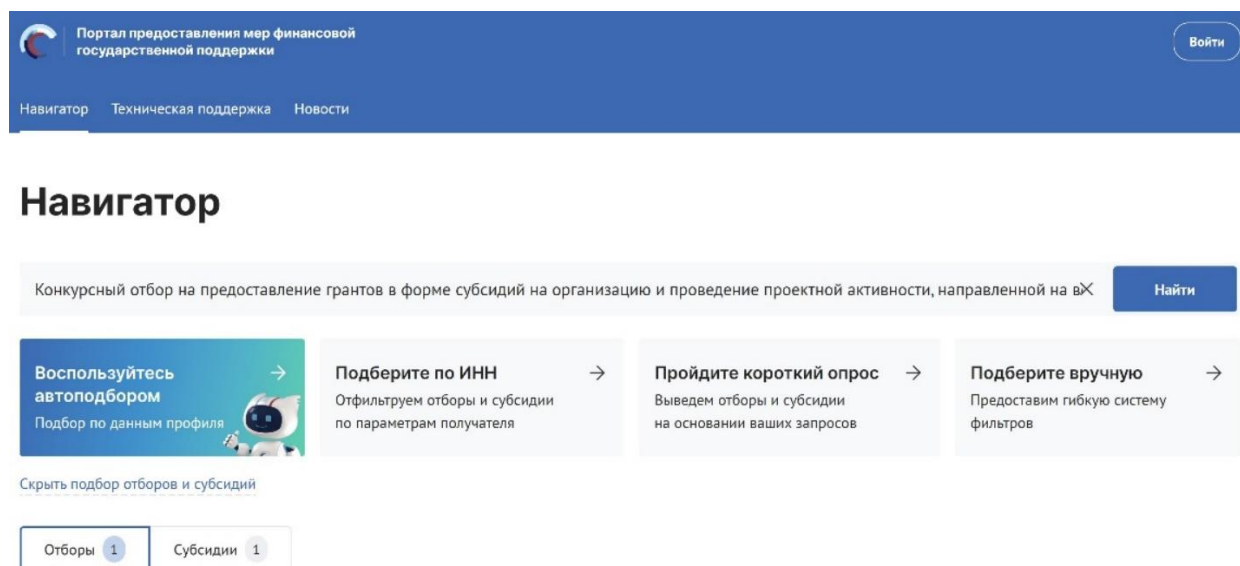 Портал предоставления мер финансовой
государственной поддержки
Войти
Навигатор Техническая поддержка Новости
Навигатор
Конкурсный отбор на предоставление грантов в форме субсидий на организацию и проведение проектной активности, направленной на в
Найти
Воспользуйтесь
автоподбором
Подбор по данным профиля
Подберите по ИНН
Отфильтруем отборы и субсидии
по параметрам получателя
Пройдите короткий опрос
Выведем отборы и субсидии
на основании ваших запросов
Подберите вручную
Предоставим гибкую систему
фильтров
Скрыть подбор отборов и субсидий
Отборы 1 Субсидии 1